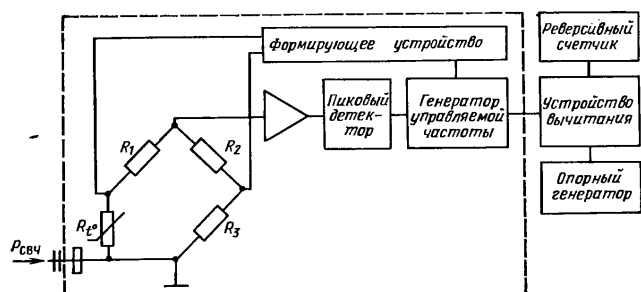 Формирующее устройство
Реверсивный
счетчик
Пиковый
детек-
тор
Генератор
управляемой
частоты
Устройство
вычитания
Опорный
генератор
R1
R2
Rt°
R3
PСВЧ